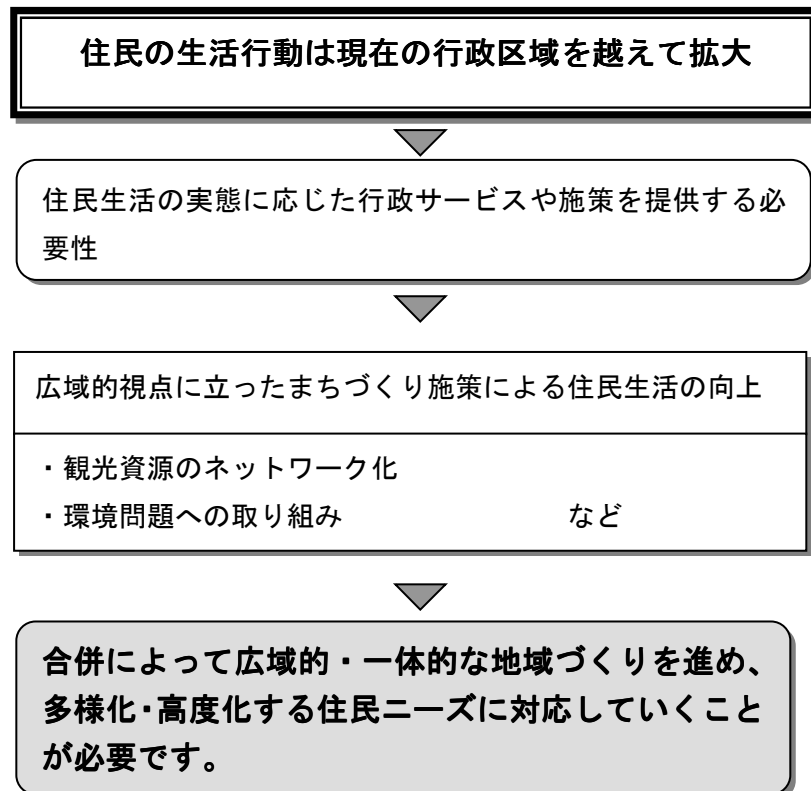 住民の生活行動は現在の行政区域を越えて拡大
住民生活の実態に応じた行政サービスや施策を提供する必
要性
広域的視点に立ったまちづくり施策による住民生活の向上
・観光資源のネットワーク化
・環境問題への取り組み　　　　　　　　など
合併によって広域的・一体的な地域づくりを進め、
多様化・高度化する住民ニーズに対応していくこと
が必要です。